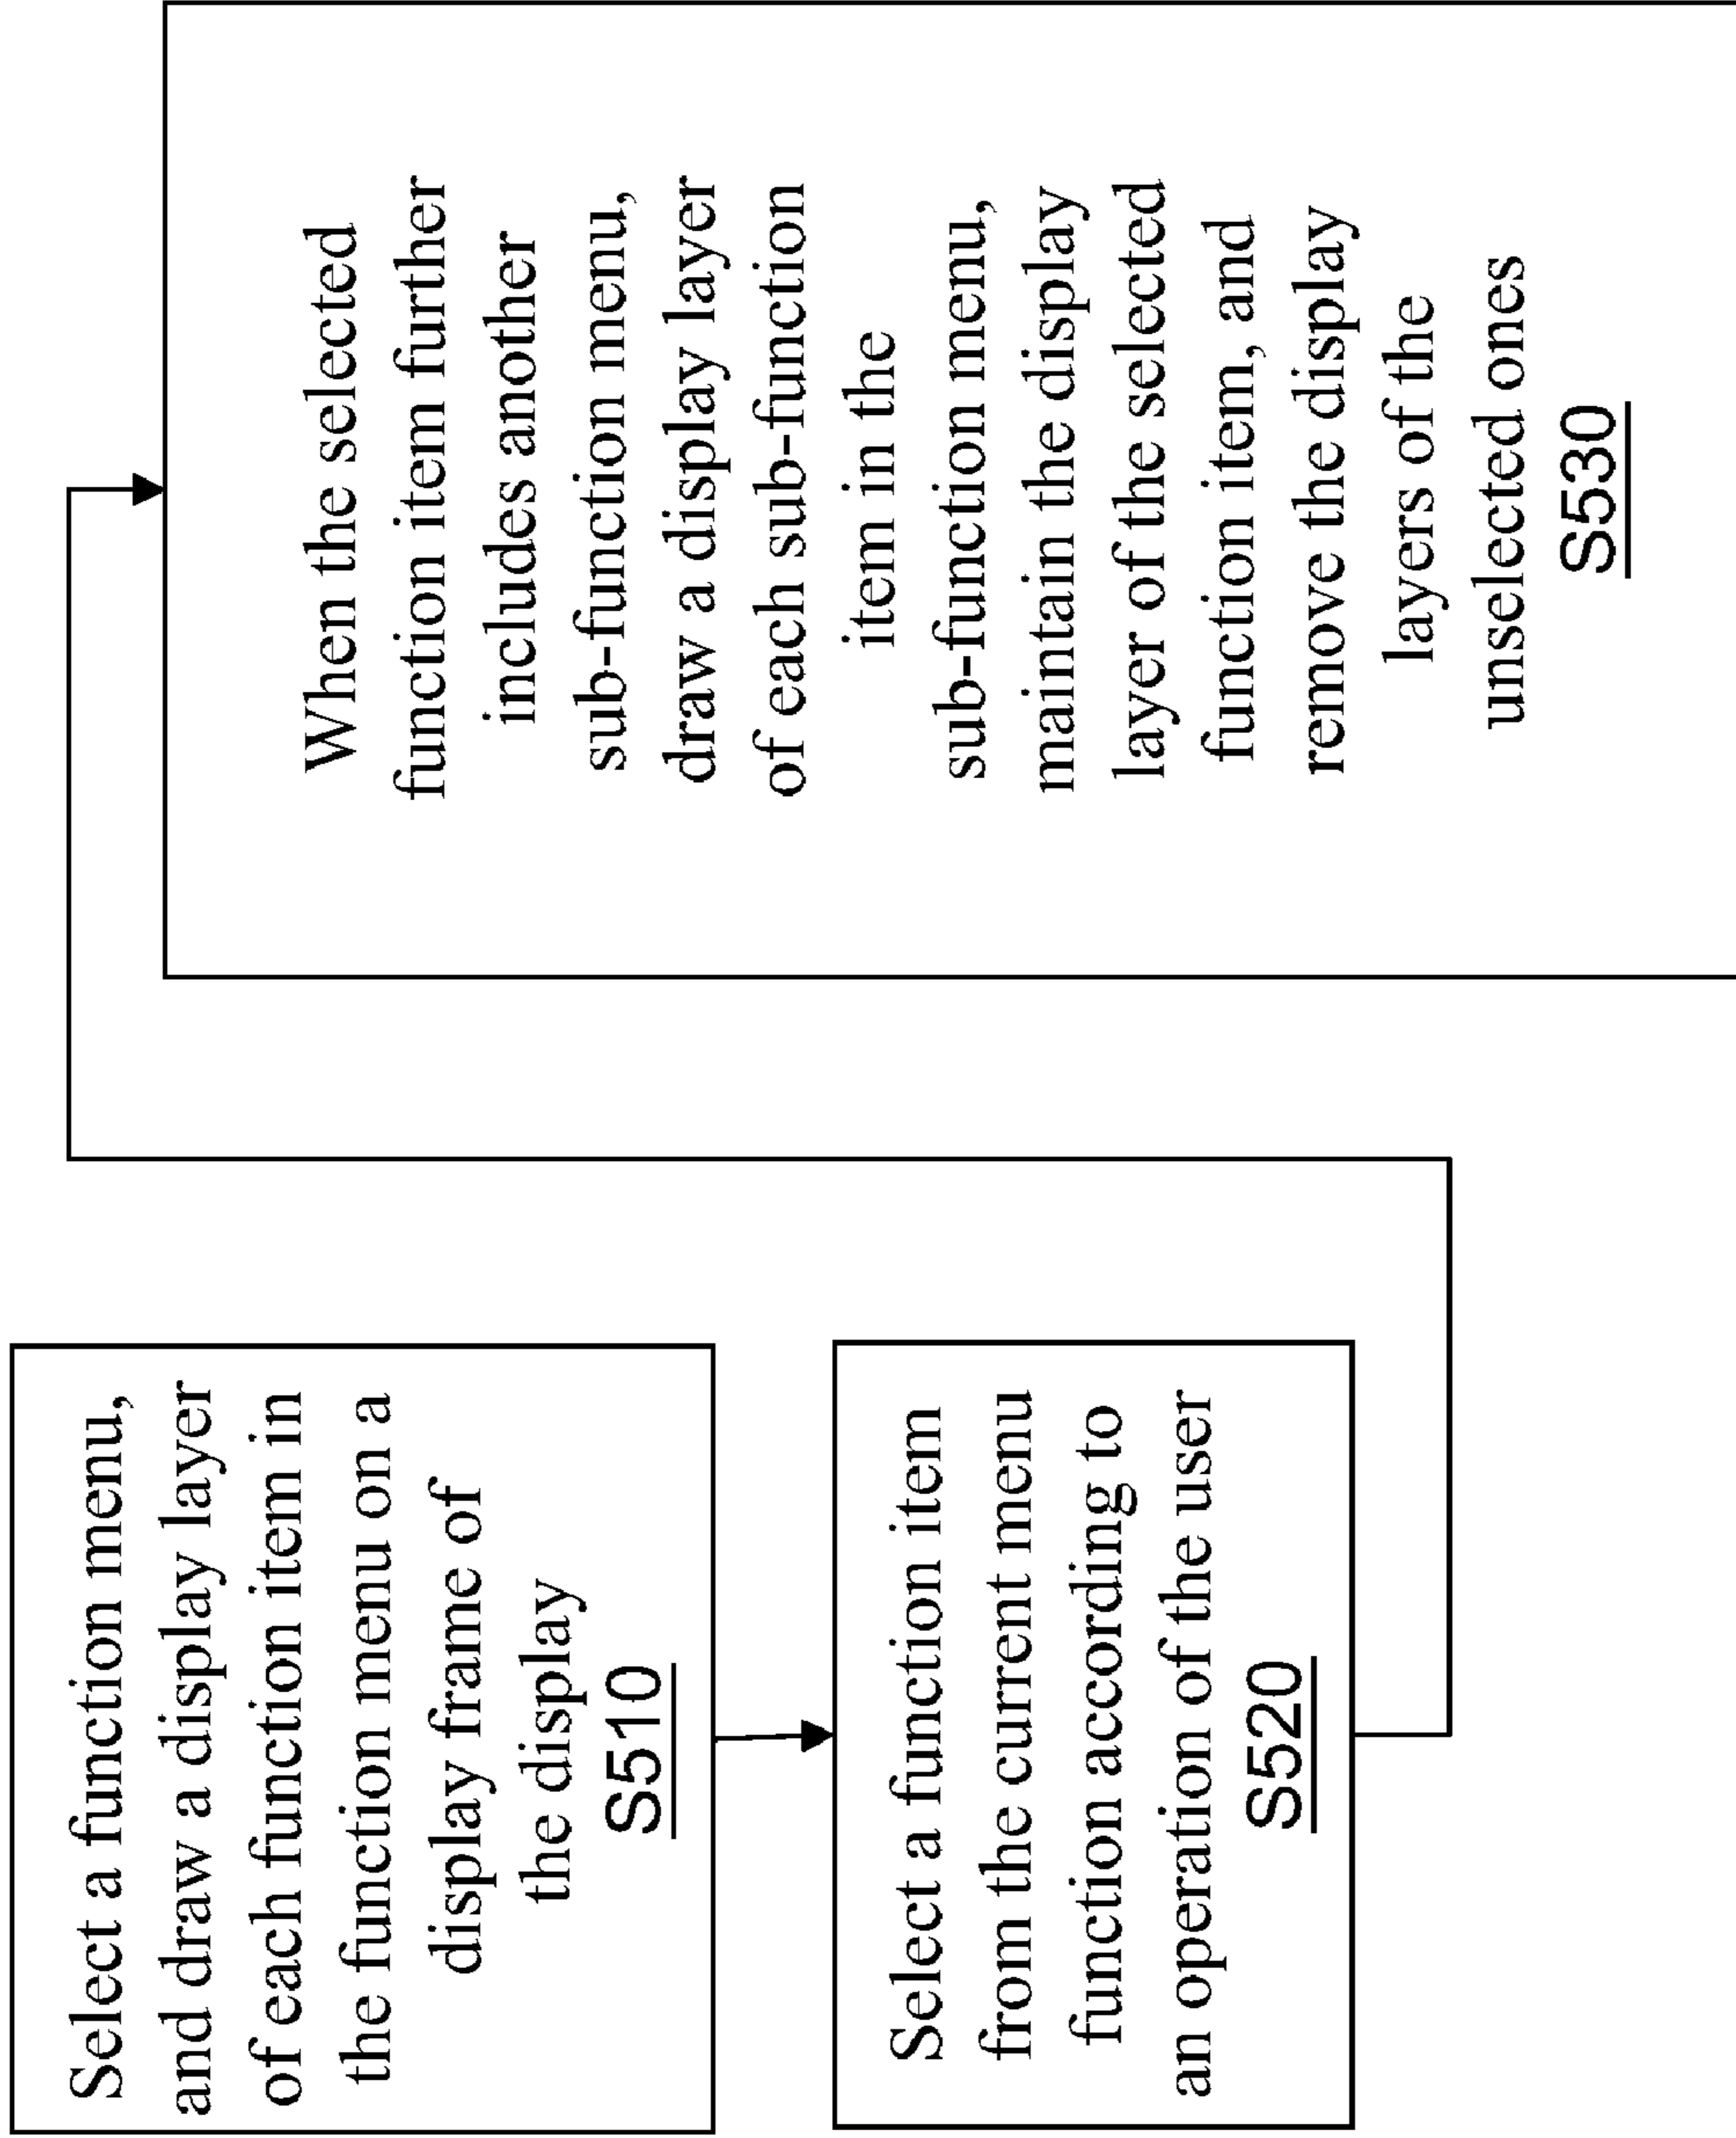 Select a function menu,
and draw a display layer
of each function item in
the function menu on a
display frame of
the display
S510
Select a function item
from the current menu
function according to
an operation of the user
S520
When the selected
function item further
includes another
sub-function menu,
draw a display layer
of each sub-function
item in the
sub-function menu,
maintain the display
layer of the selected
function item, and
remove the display
layers of the
unselected ones
S530